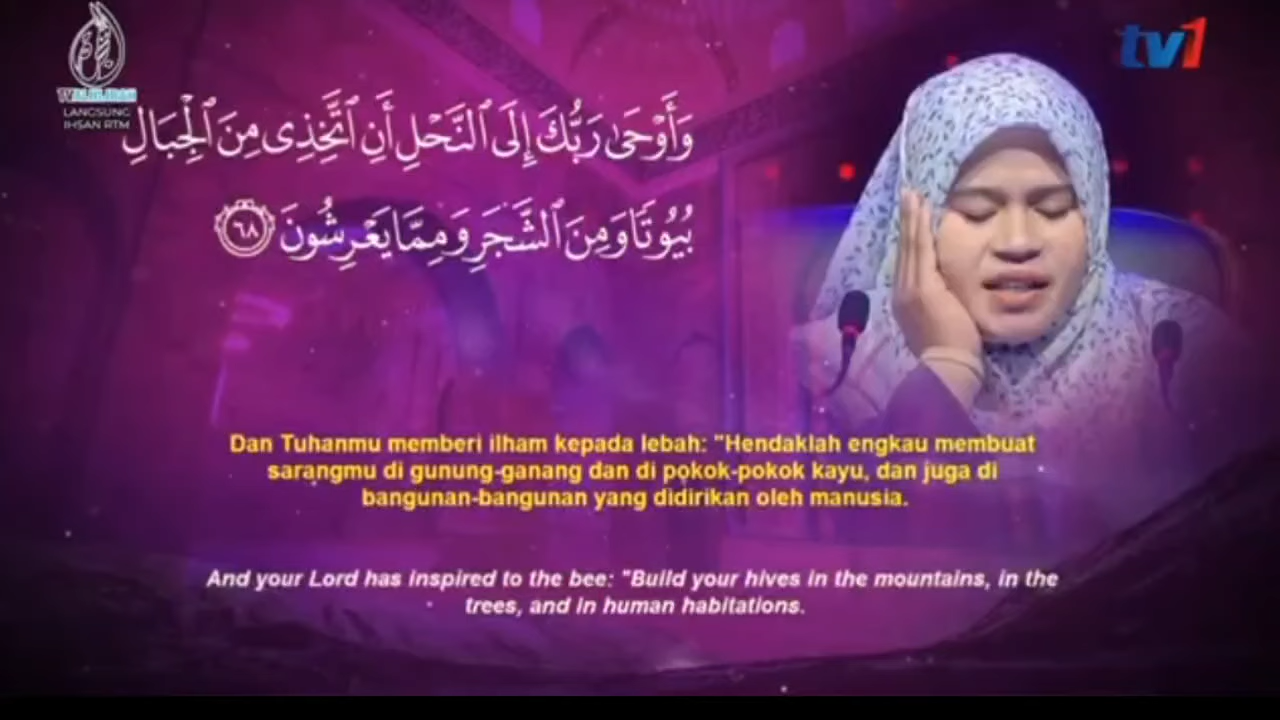 tv1
TV ALHIJRAH
LANGSUNG
IHSAN RTM
وَأَوْحَىٰ رَبُّكَ إِلَى ٱلنَّحْلِ أَنِ ٱتَّخِذِى مِنَ ٱلْجِبَالِ
بُيُوتًا وَمِنَ ٱلشَّجَرِ وَمِمَّا يَعْرِشُونَ ٦٨
Dan Tuhanmu memberi ilham kepada lebah: "Hendaklah engkau membuat
sarangmu di gunung-ganang dan di pokok-pokok kayu, dan juga di
bangunan-bangunan yang didirikan oleh manusia.
And your Lord has inspired to the bee: "Build your hives in the mountains, in the
trees, and in human habitations.